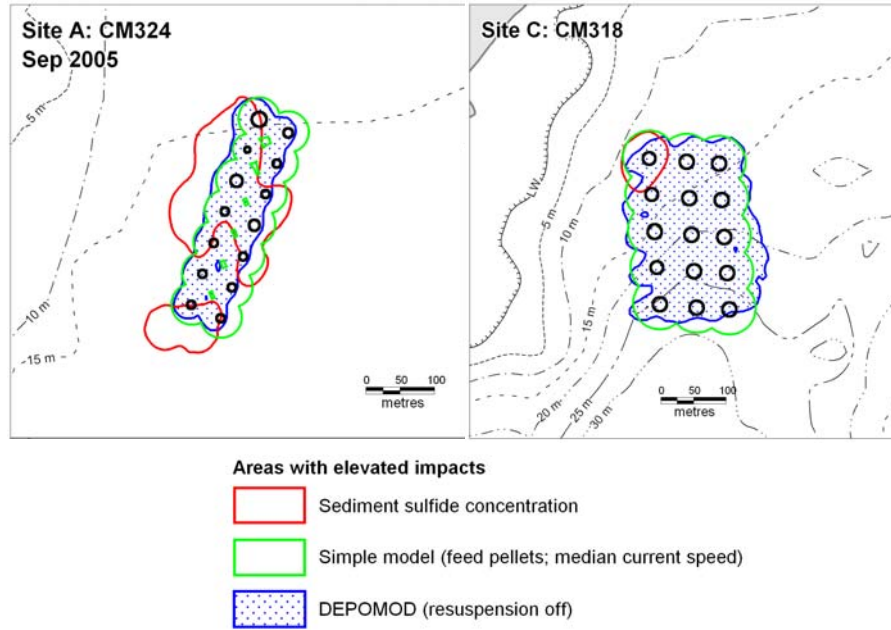 Site A: CM324
Sep 2005
5 m
10 m
15 m
0 50 100
metres
Site C: CM318
LW
5 m
10 m
15 m
20 m
25 m
30 m
0 50 100
metres
Areas with elevated impacts
Sediment sulfide concentration
Simple model (feed pellets; median current speed)
DEPOMOD (resuspension off)